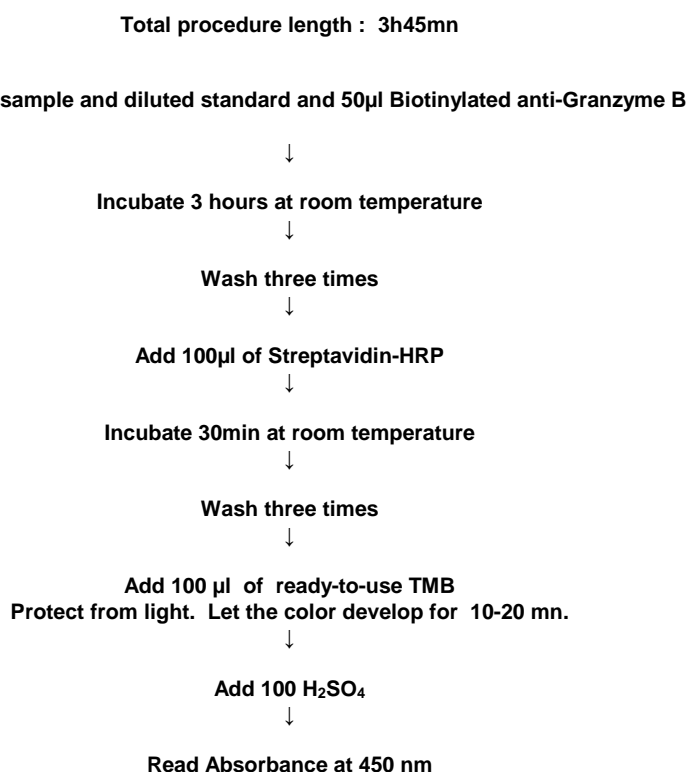 Total procedure length : 3h45mn
sample and diluted standard and 50µl Biotinylated anti-Granzyme B
↓
Incubate 3 hours at room temperature
↓
Wash three times
↓
Add 100µl of Streptavidin-HRP
↓
Incubate 30min at room temperature
↓
Wash three times
↓
Add 100 µl of ready-to-use TMB
Protect from light. Let the color develop for 10-20 mn.
↓
Add 100 H₂SO₄
↓
Read Absorbance at 450 nm